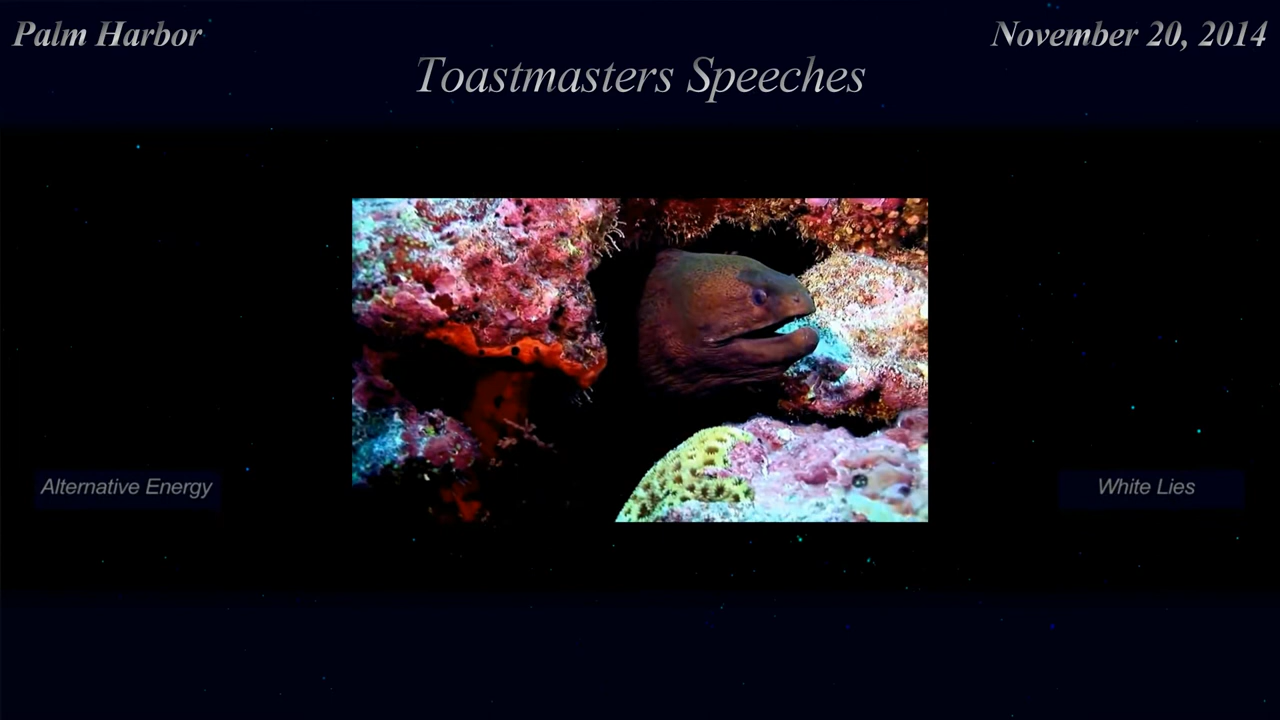 Palm Harbor
November 20, 2014
Toastmasters Speeches
Alternative Energy
White Lies